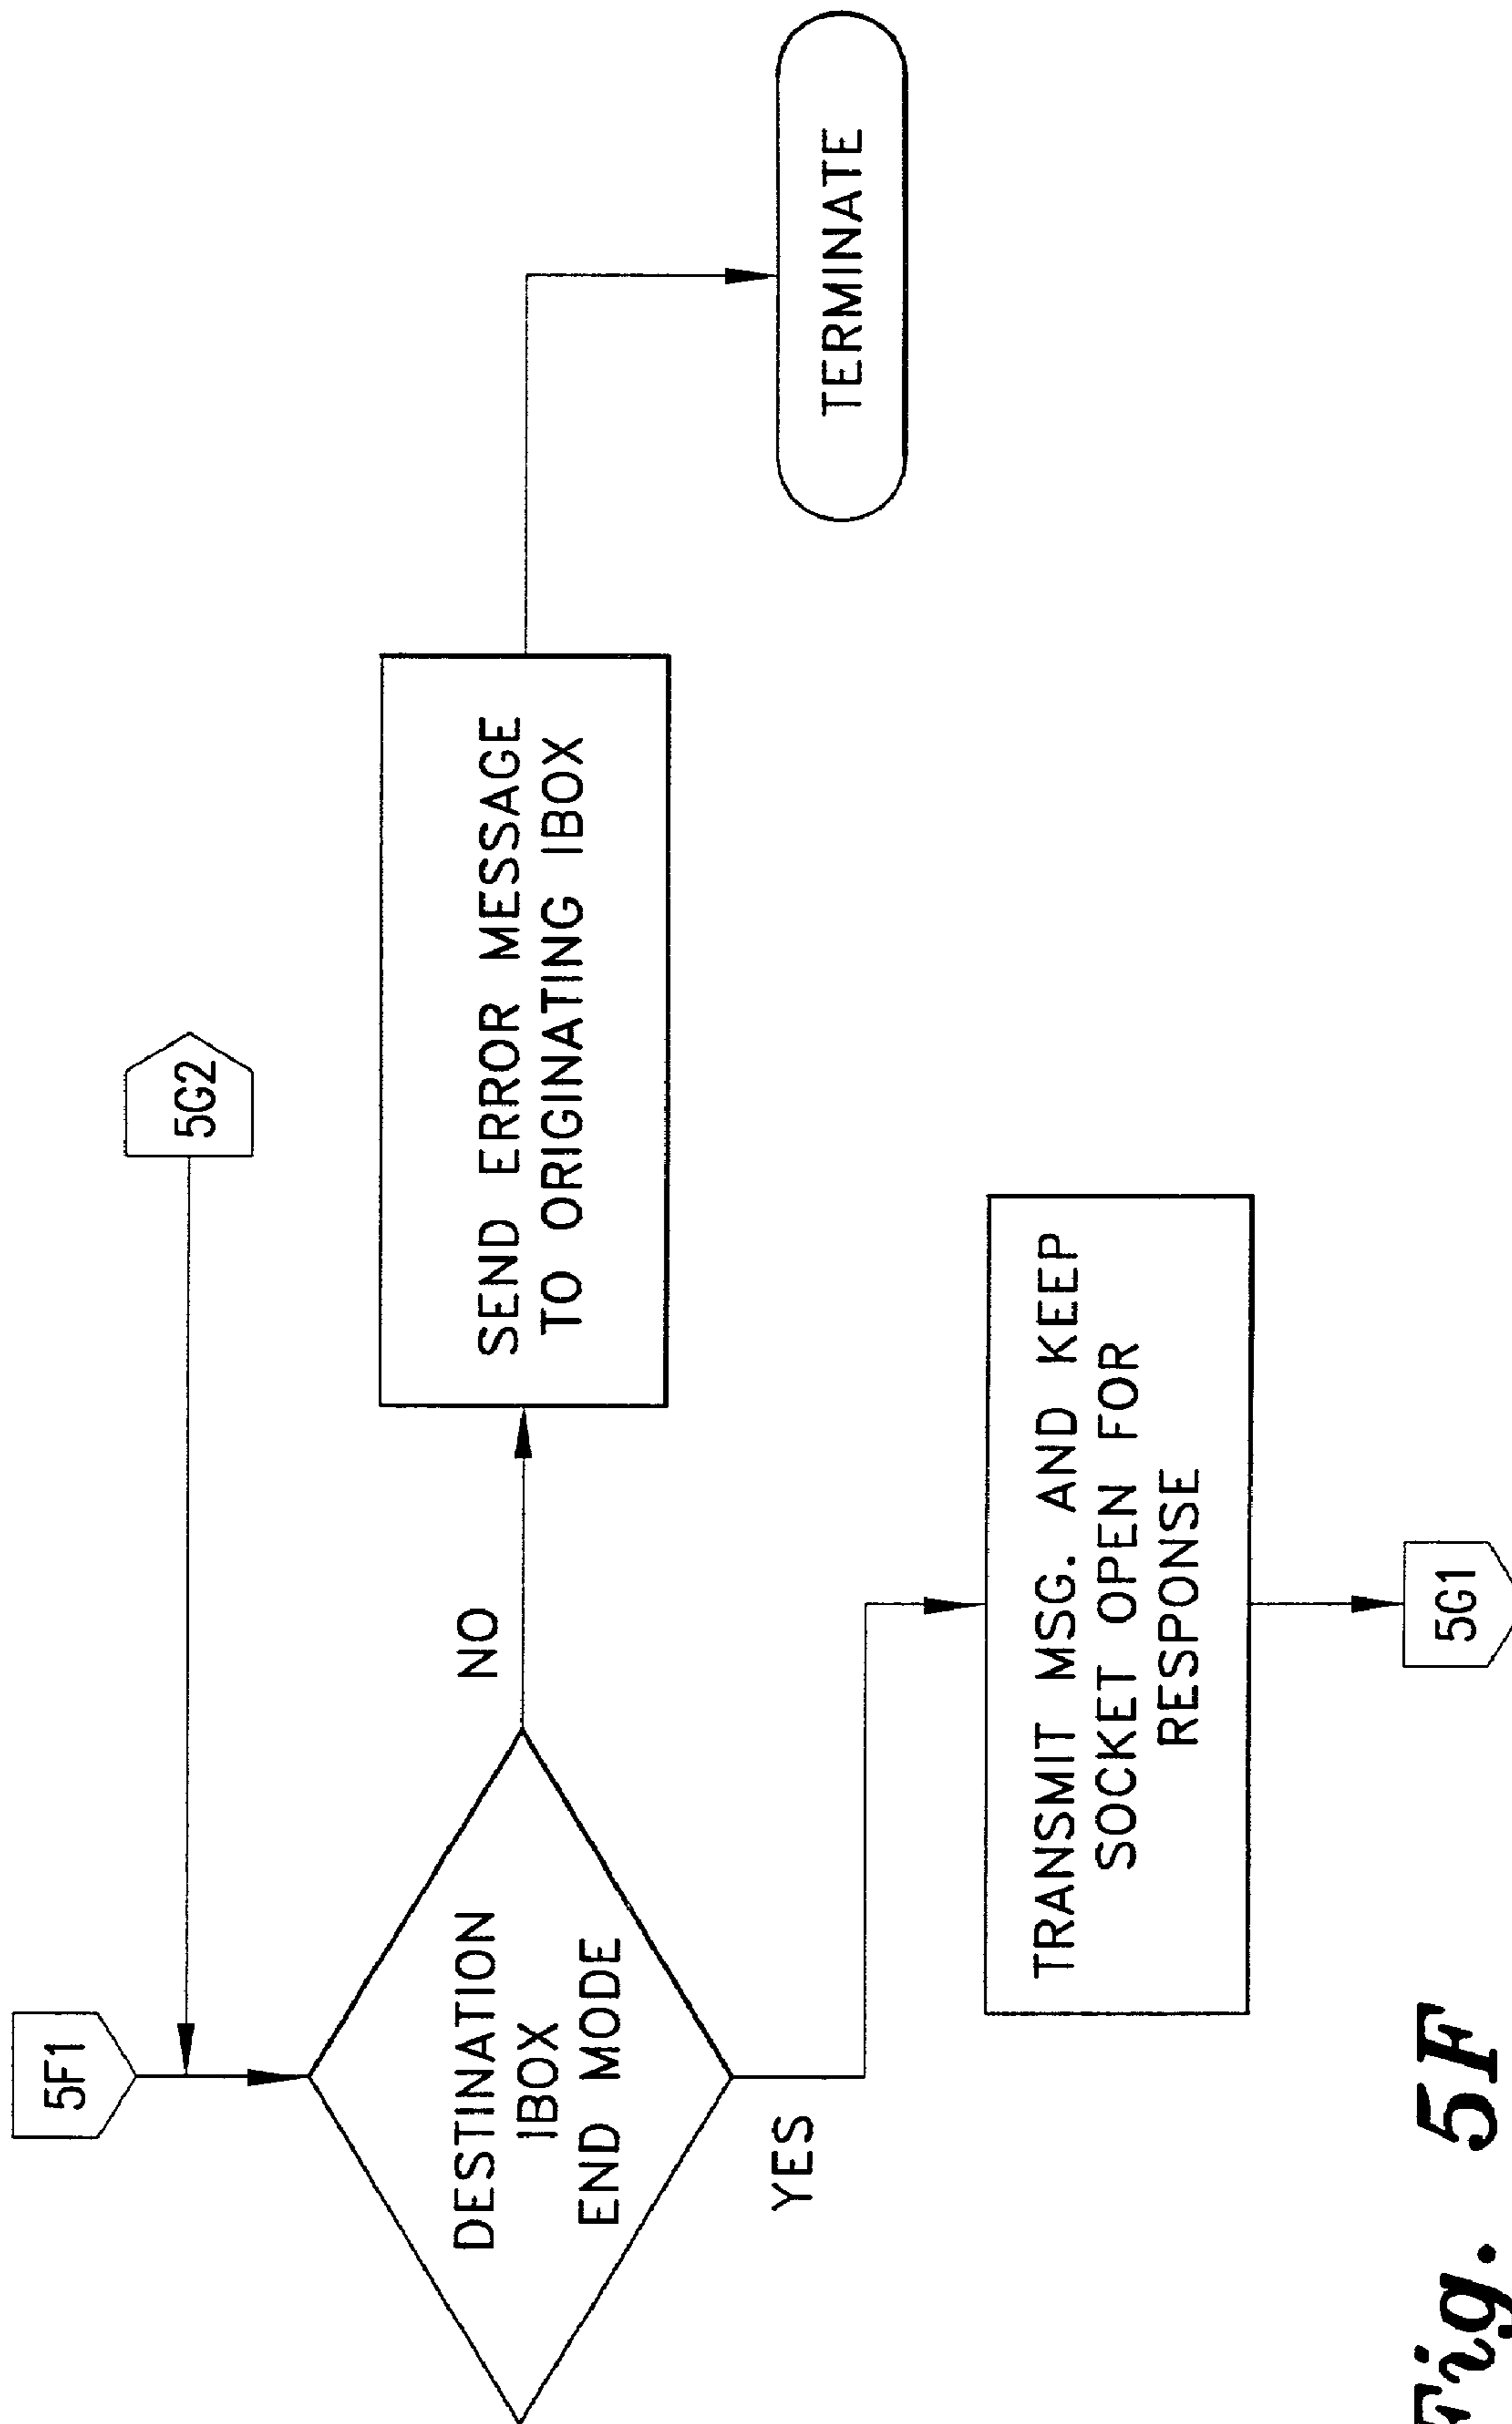 5F1
5G2
DESTINATION
IBOX
END MODE
NO
SEND ERROR MESSAGE
TO ORIGINATING IBOX
TERMINATE
YES
TRANSMIT MSG. AND KEEP
SOCKET OPEN FOR
RESPONSE
5G1
Fig. 5F